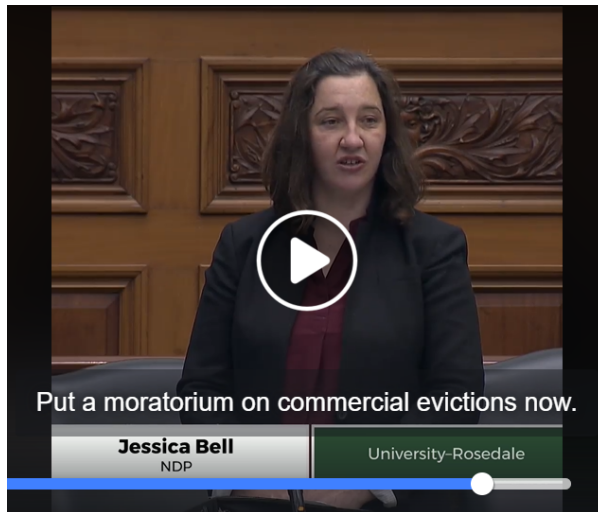 Put a moratorium on commercial evictions now.
Jessica Bell
NDP
University-Rosedale